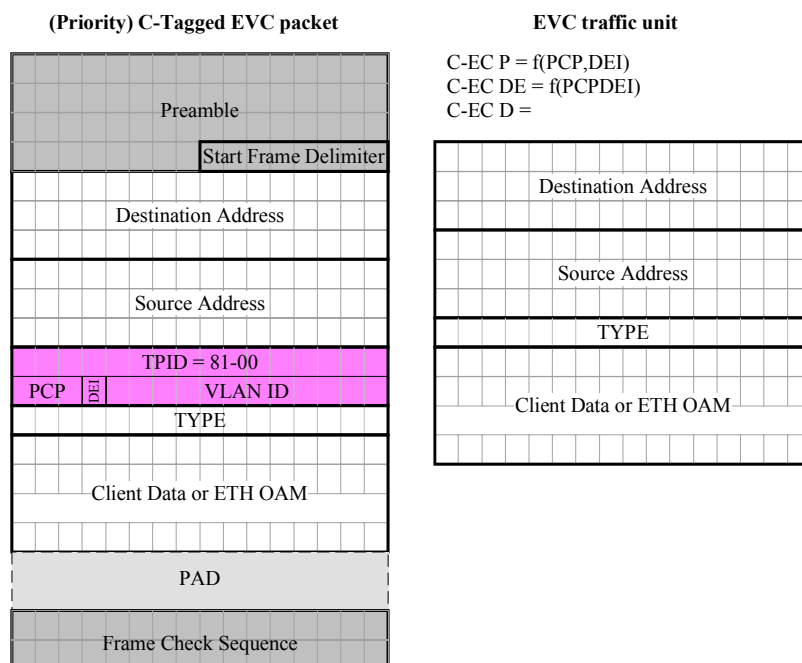 (Priority) C-Tagged EVC packet
Preamble
Start Frame Delimiter
Destination Address
Source Address
TPID = 81-00
PCP DEI VLAN ID
TYPE
Client Data or ETH OAM
PAD
Frame Check Sequence
EVC traffic unit
C-EC P = f(PCP,DEI)
C-EC DE = f(PCPDEI)
C-EC D =
Destination Address
Source Address
TYPE
Client Data or ETH OAM